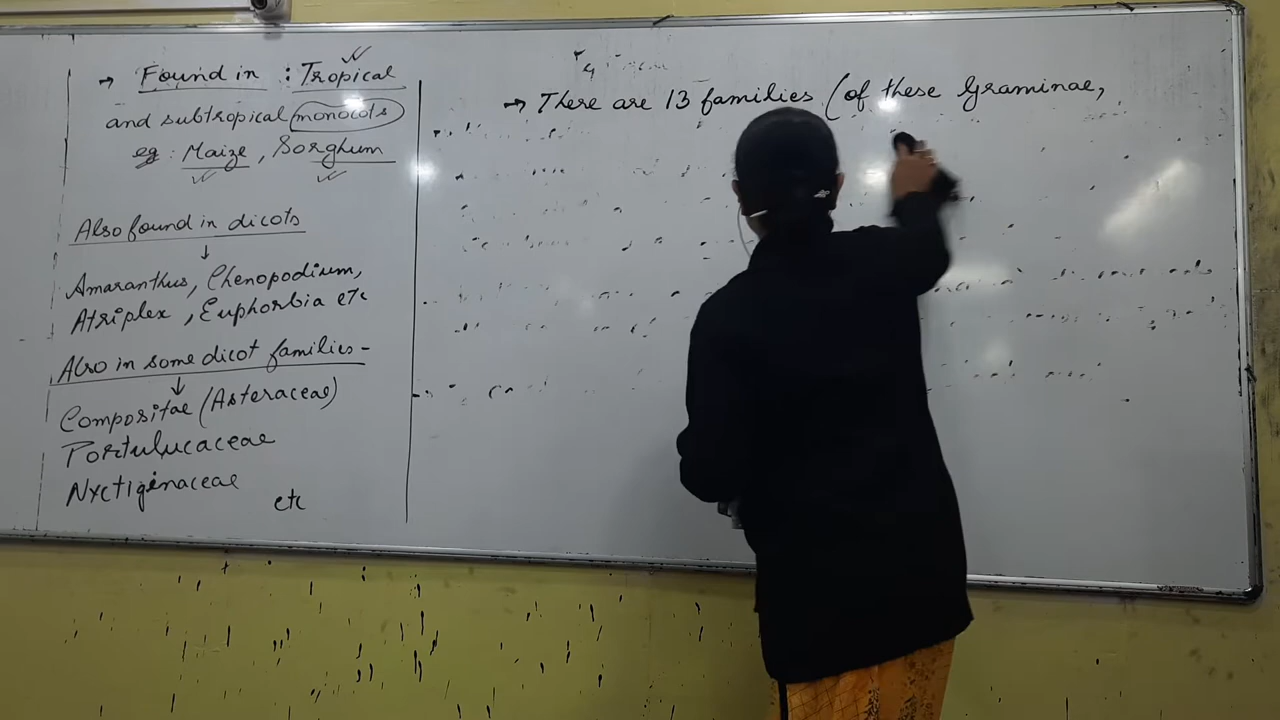 → Found in : Tropical
and subtropical monocots
eg : Maize, Sorghum
Also found in dicots
↓
Amaranthus, Chenopodium,
Atriplex, Euphorbia etc
Also in some dicot families -
↓
Compositae (Asteraceae)
Portulucaceae
Nyctigenaceae
etc
→ There are 13 families (of these Graminae,